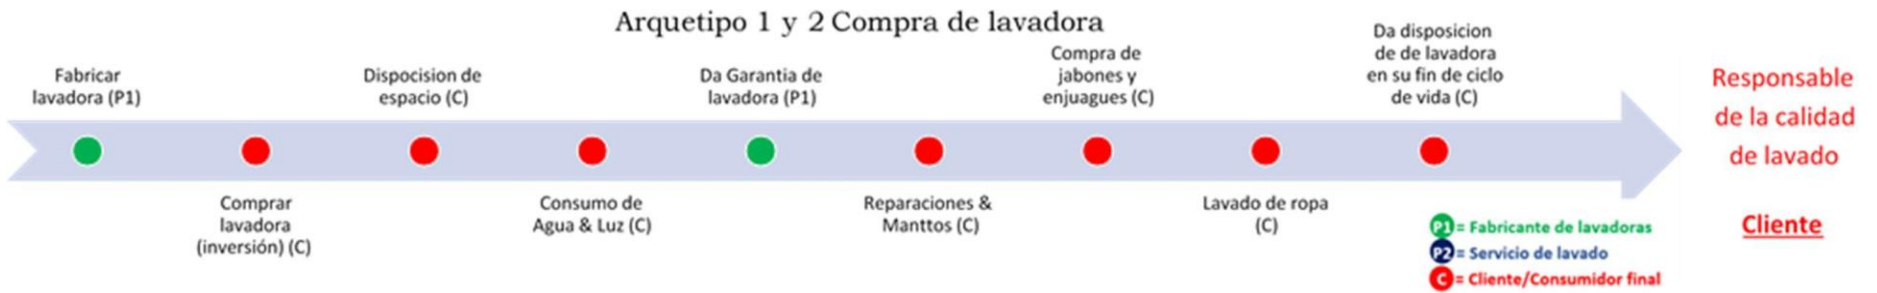 Arquetipo 1 y 2 Compra de lavadora
Fabricar
lavadora (P1)
Comprar
lavadora
(inversión) (C)
Dispocision de
espacio (C)
Consumo de
Agua & Luz (C)
Da Garantia de
lavadora (P1)
Reparaciones &
Manttos (C)
Compra de
jabones y
enjuagues (C)
Lavado de ropa
(C)
Da disposicion
de de lavadora
en su fin de ciclo
de vida (C)
Responsable
de la calidad
de lavado
Cliente
P1= Fabricante de lavadoras
P2= Servicio de lavado
C= Cliente/Consumidor final